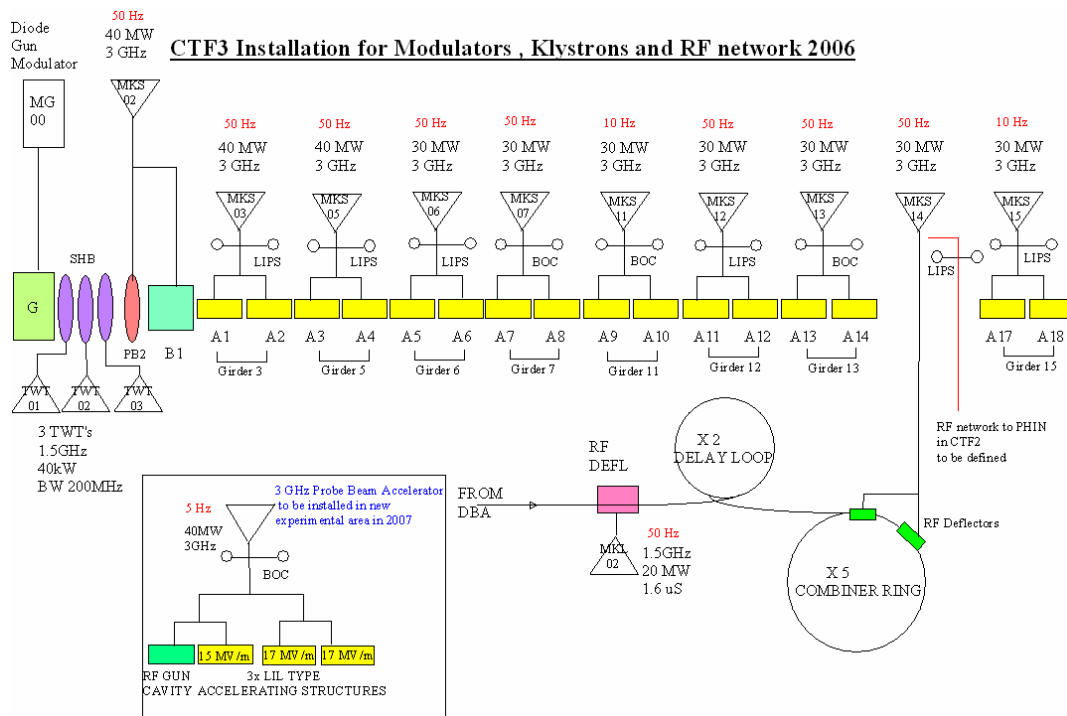 Diode
Gun
Modulator
50 Hz
40 MW
3 GHz
CTF3 Installation for Modulators , Klystrons and RF network 2006
MG
00
MKS
02
50 Hz
40 MW
3 GHz
MKS
03
LIPS
50 Hz
40 MW
3 GHz
MKS
05
LIPS
50 Hz
30 MW
3 GHz
MKS
06
LIPS
50 Hz
30 MW
3 GHz
MKS
07
BOC
10 Hz
30 MW
3 GHz
MKS
11
BOC
50 Hz
30 MW
3 GHz
MKS
12
LIPS
50 Hz
30 MW
3 GHz
MKS
13
BOC
50 Hz
30 MW
3 GHz
MKS
14
LIPS
10 Hz
30 MW
3 GHz
MKS
15
LIPS
SHB
G
PB2
B1
A1 A2
Girder 3
A3 A4
Girder 5
A5 A6
Girder 6
A7 A8
Girder 7
A9 A10
Girder 11
A11 A12
Girder 12
A13 A14
Girder 13
A17 A18
Girder 15
TWT
01
TWT
02
TWT
03
3 TWT's
1.5GHz
40kW
BW 200MHz
RF network to PHIN
in CTF2
to be defined
X 2
DELAY LOOP
RF
DEFL
FROM
DBA
MKL
02
50 Hz
1.5GHz
20 MW
1.6 uS
RF Deflectors
X 5
COMBINER RING
3 GHz Probe Beam Accelerator
to be installed in new
experimental area in 2007
5 Hz
40MW
3GHz
BOC
15 MV/m
17 MV/m
17 MV/m
RF GUN
CAVITY
3x LIL TYPE
ACCELERATING STRUCTURES